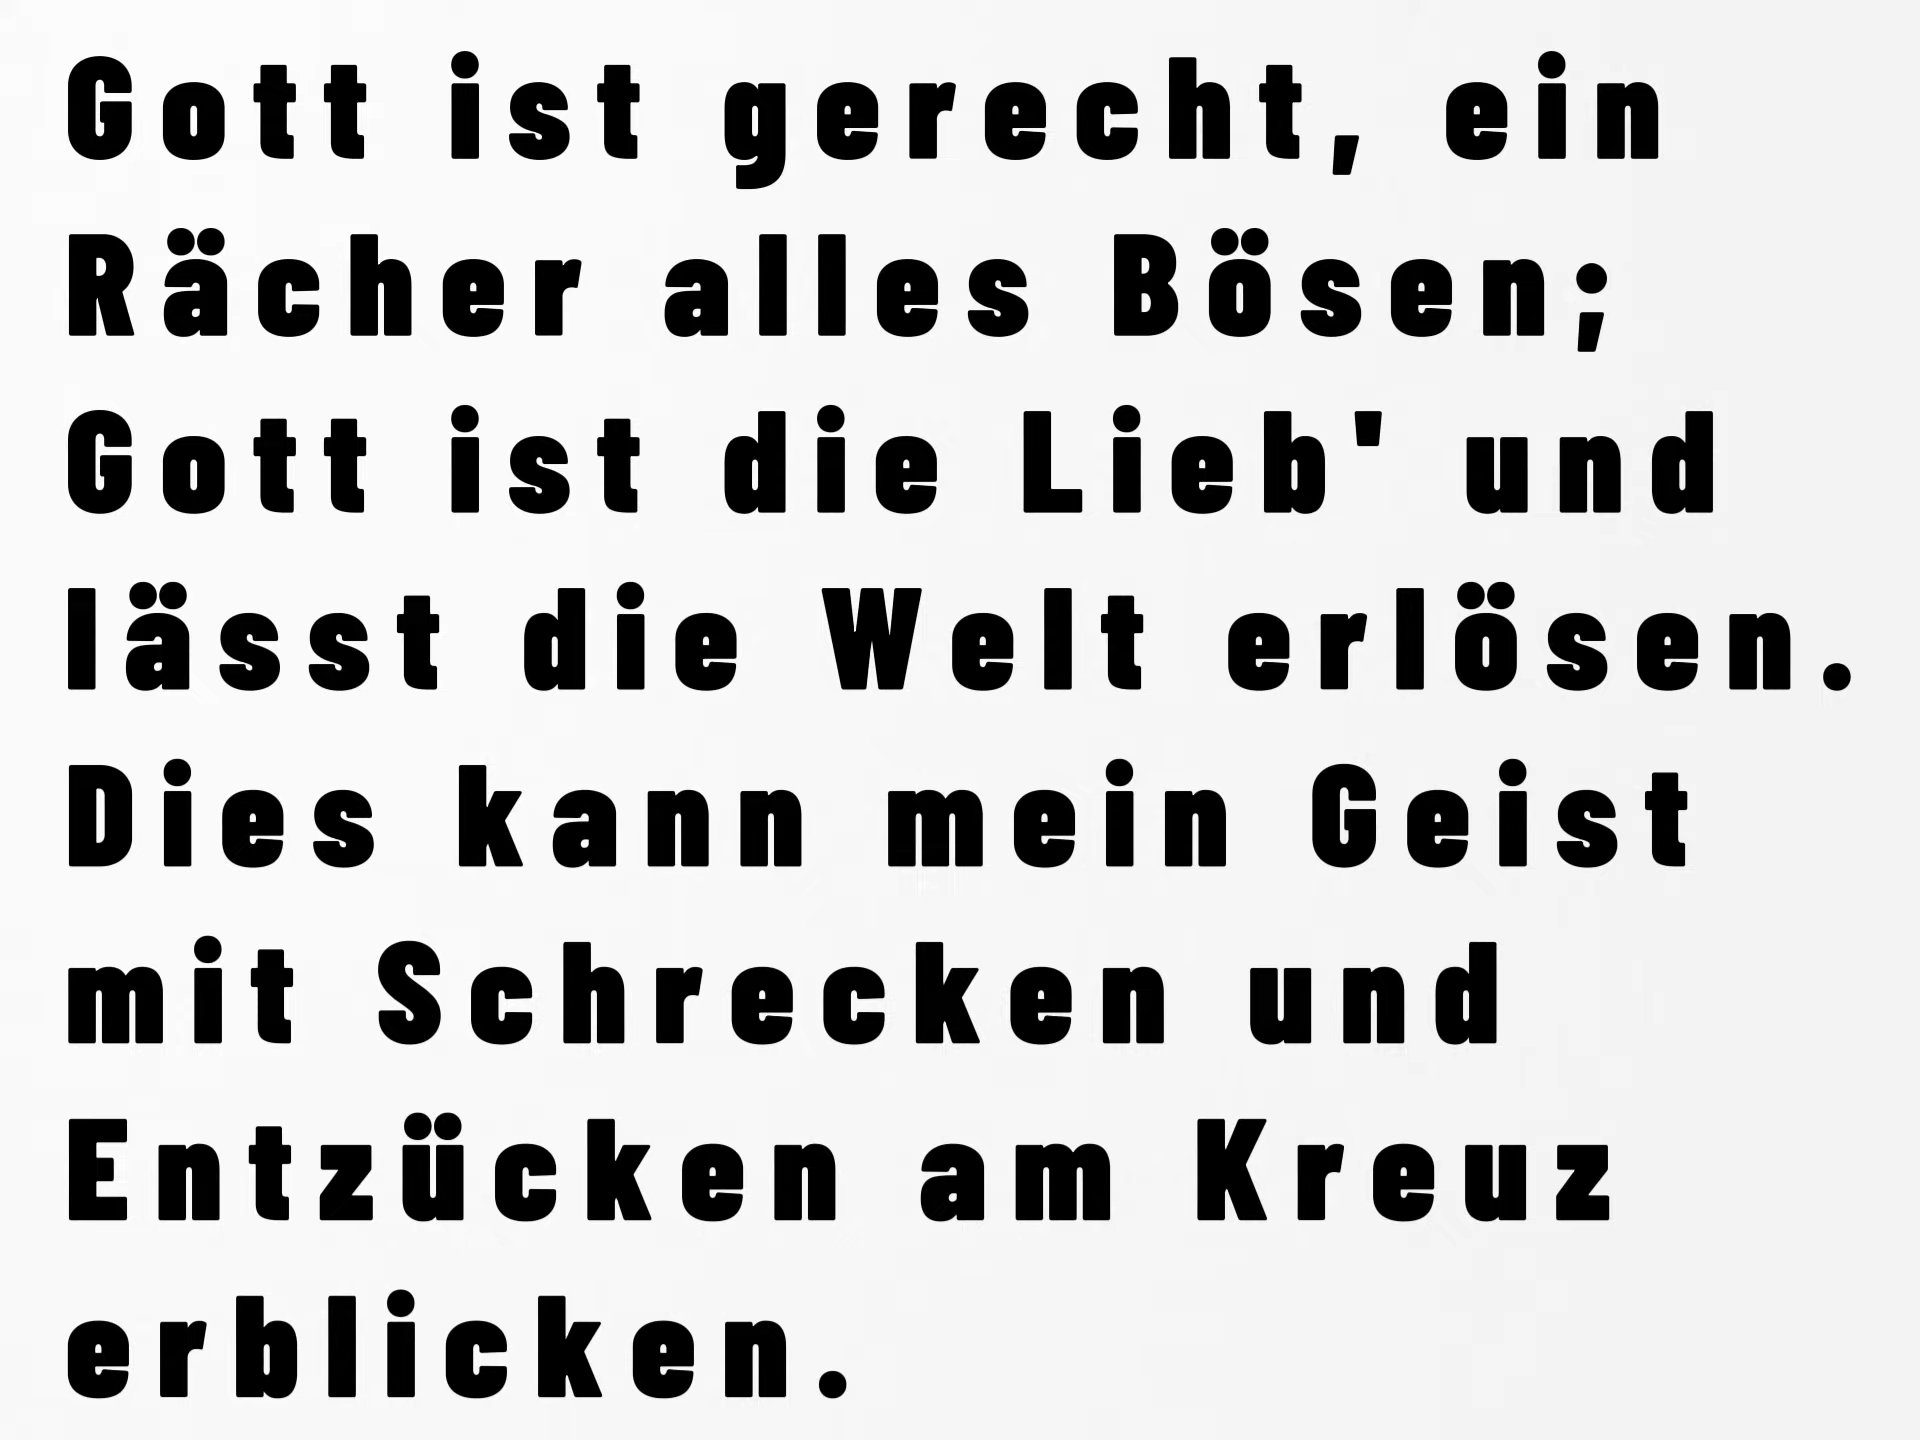 Gott ist gerecht, ein
Rächer alles Bösen;
Gott ist die Lieb' und
lässt die Welt erlösen.
Dies kann mein Geist
mit Schrecken und
Entzücken am Kreuz
erblicken.